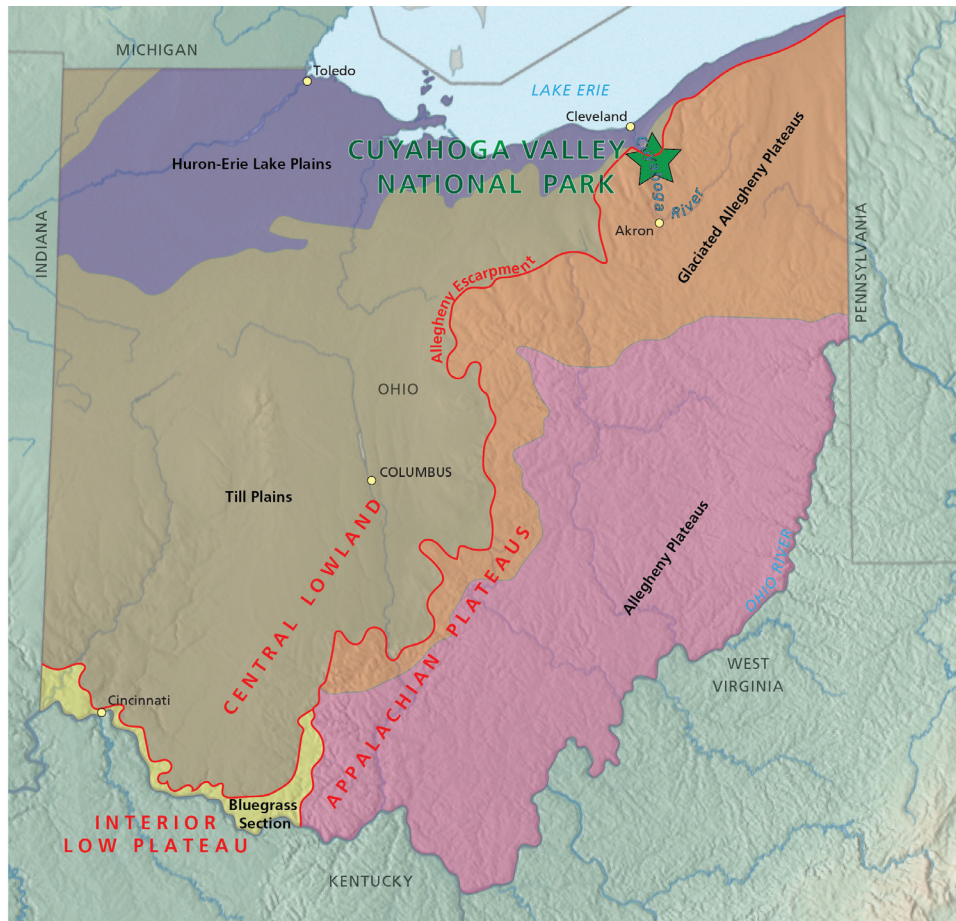 MICHIGAN
Toledo
LAKE ERIE
Cleveland
CUYAHOGA VALLEY
NATIONAL PARK
Huron-Erie Lake Plains
Cuyahoga
River
Akron
Glaciated Allegheny Plateaus
INDIANA
PENNSYLVANIA
Allegheny Escarpment
OHIO
COLUMBUS
Till Plains
CENTRAL LOWLAND
APPALACHIAN PLATEAUS
Allegheny Plateaus
OHIO RIVER
WEST
VIRGINIA
Cincinnati
Bluegrass
Section
INTERIOR
LOW PLATEAU
KENTUCKY